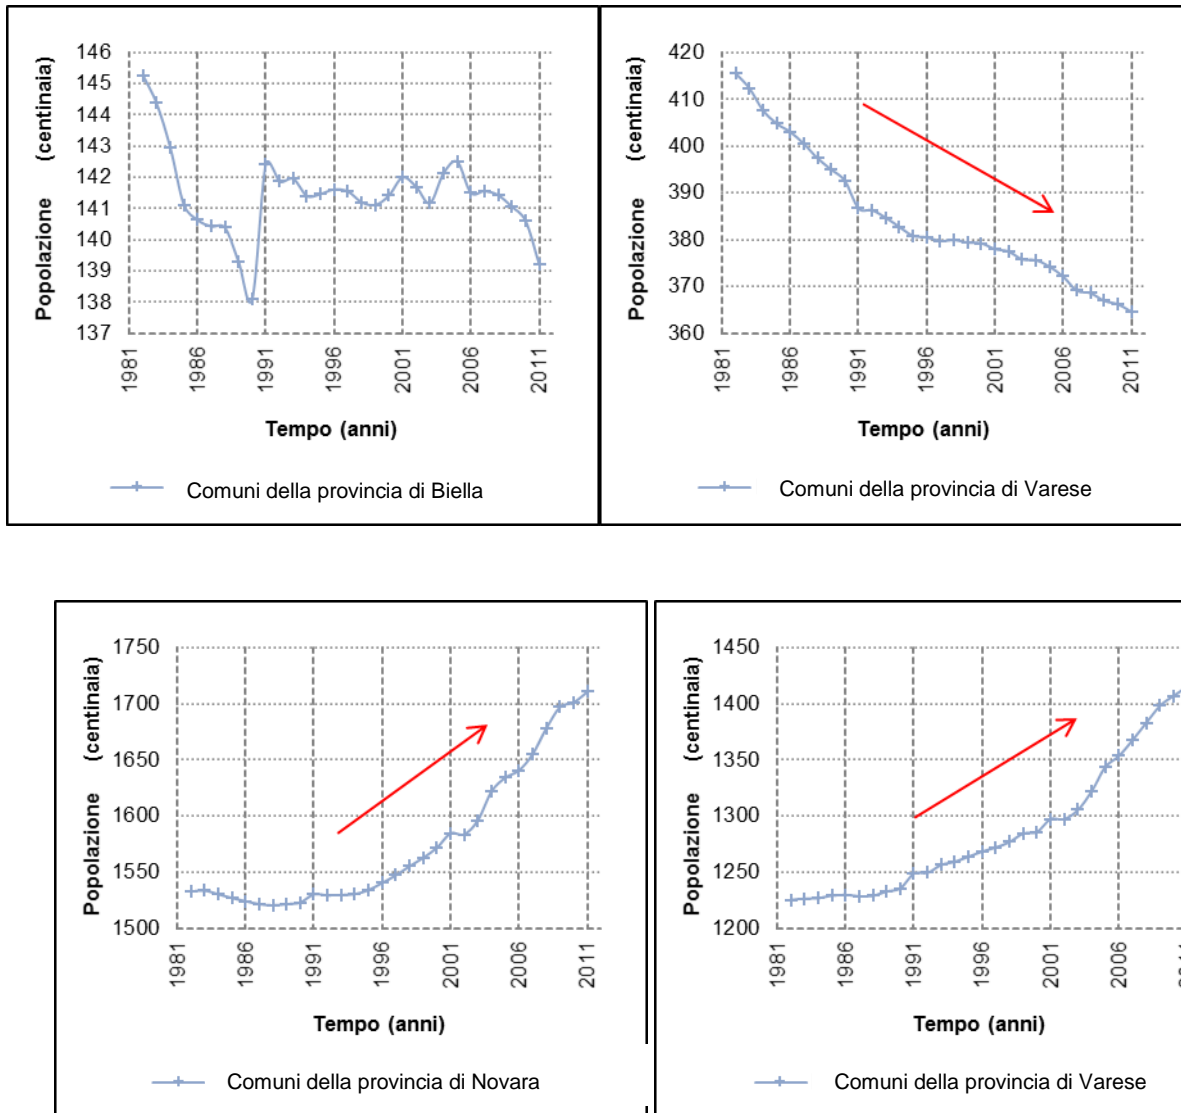 146
145
144
143
142
141
140
139
138
137
Popolazione (centinaia)
1981 1986 1991 1996 2001 2006 2011
Tempo (anni)
Comuni della provincia di Biella
420
410
400
390
380
370
360
Popolazione (centinaia)
1981 1986 1991 1996 2001 2006 2011
Tempo (anni)
Comuni della provincia di Varese
1750
1700
1650
1600
1550
1500
Popolazione (centinaia)
1981 1986 1991 1996 2001 2006 2011
Tempo (anni)
Comuni della provincia di Novara
1450
1400
1350
1300
1250
1200
Popolazione (centinaia)
1981 1986 1991 1996 2001 2006
Tempo (anni)
Comuni della provincia di Varese